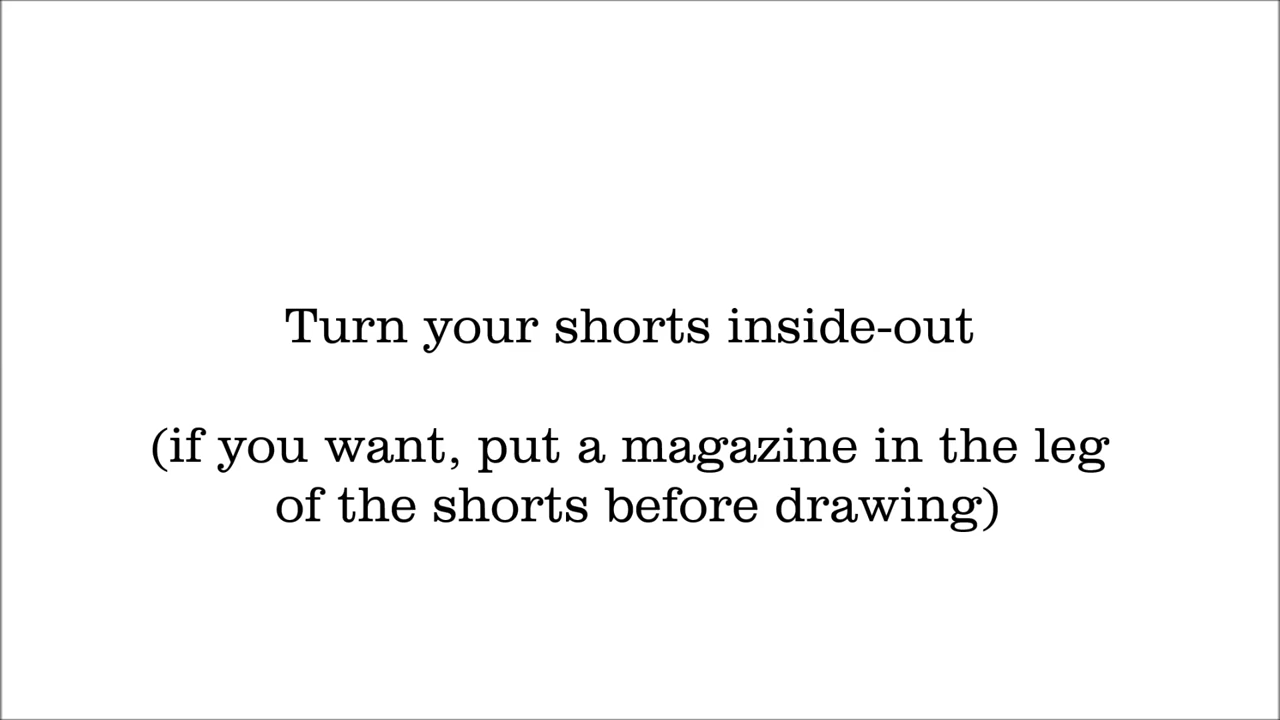 Turn your shorts inside-out
(if you want, put a magazine in the leg
of the shorts before drawing)